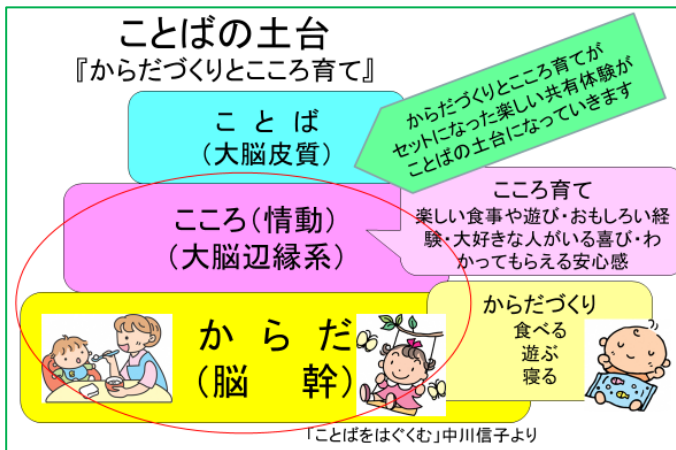 ことばの土台
『からだづくりとこころ育て』
からだづくりとこころ育てが
セットになった楽しい共有体験が
ことばの土台になっていきます
ことば
(大脳皮質)
こころ(情動)
(大脳辺縁系)
こころ育て
楽しい食事や遊び・おもしろい経
験・大好きな人がいる喜び・わ
かってもらえる安心感
からだ
(脳 幹)
からだづくり
食べる
遊ぶ
寝る
「ことばをはぐくむ」中川信子より